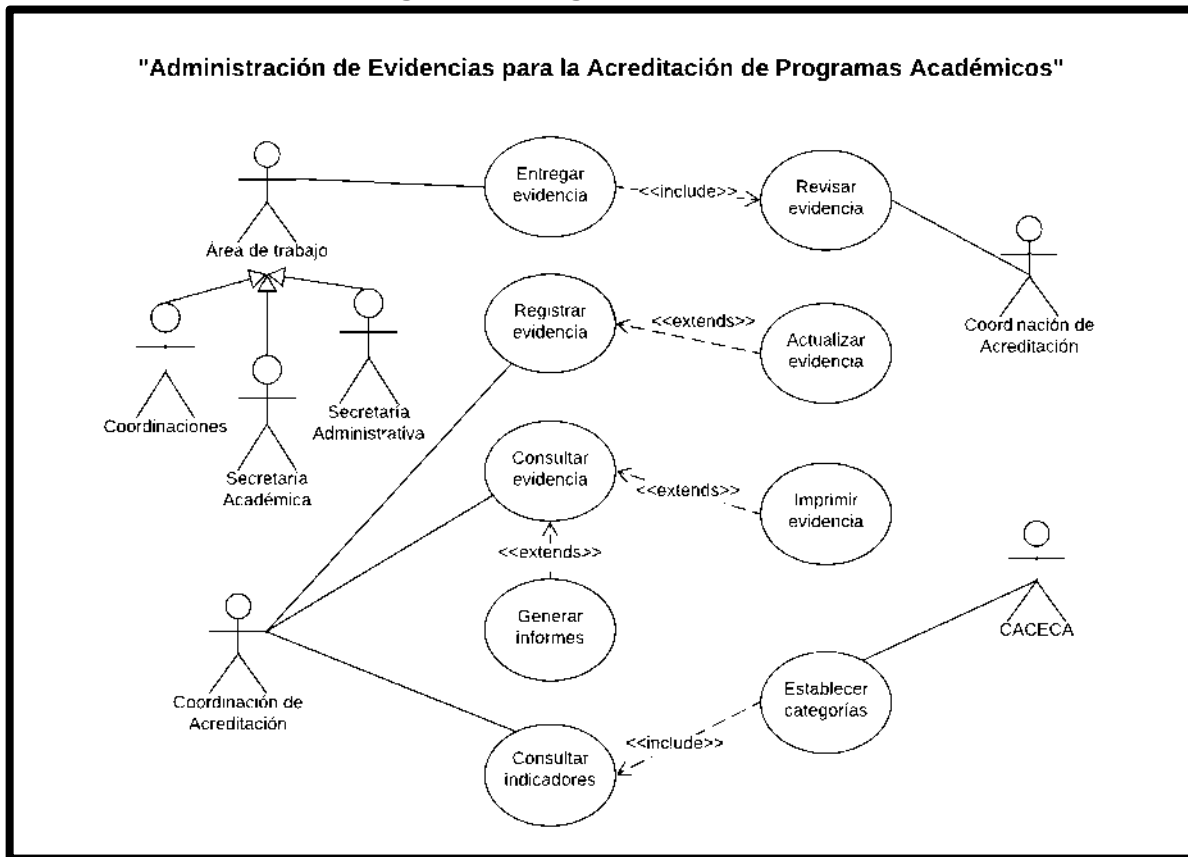 "Administración de Evidencias para la Acreditación de Programas Académicos"
Entregar
evidencia
<<include>>
Revisar
evidencia
Área de trabajo
Coordinación de
Acreditación
Registrar
evidencia
<<extends>>
Actualizar
evidencia
Coordinaciones
Secretaría
Administrativa
Secretaría
Académica
Consultar
evidencia
<<extends>>
Imprimir
evidencia
<<extends>>
Generar
informes
CACECA
Coordinación de
Acreditación
Establecer
categorías
<<include>>
Consultar
indicadores